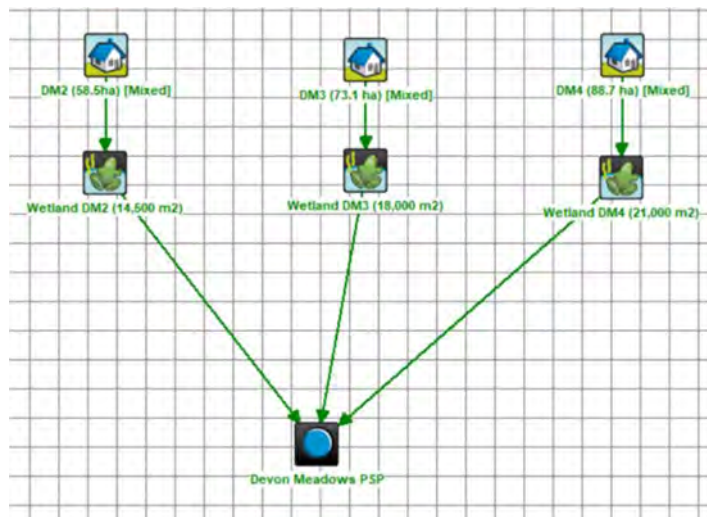 DM2 (58.5ha) [Mixed]
DM3 (73.1 ha) [Mixed]
DM4 (88.7 ha) [Mixed]
Wetland DM2 (14,500 m2)
Wetland DM3 (18,000 m2)
Wetland DM4 (21,000 m2)
Devon Meadows PSP